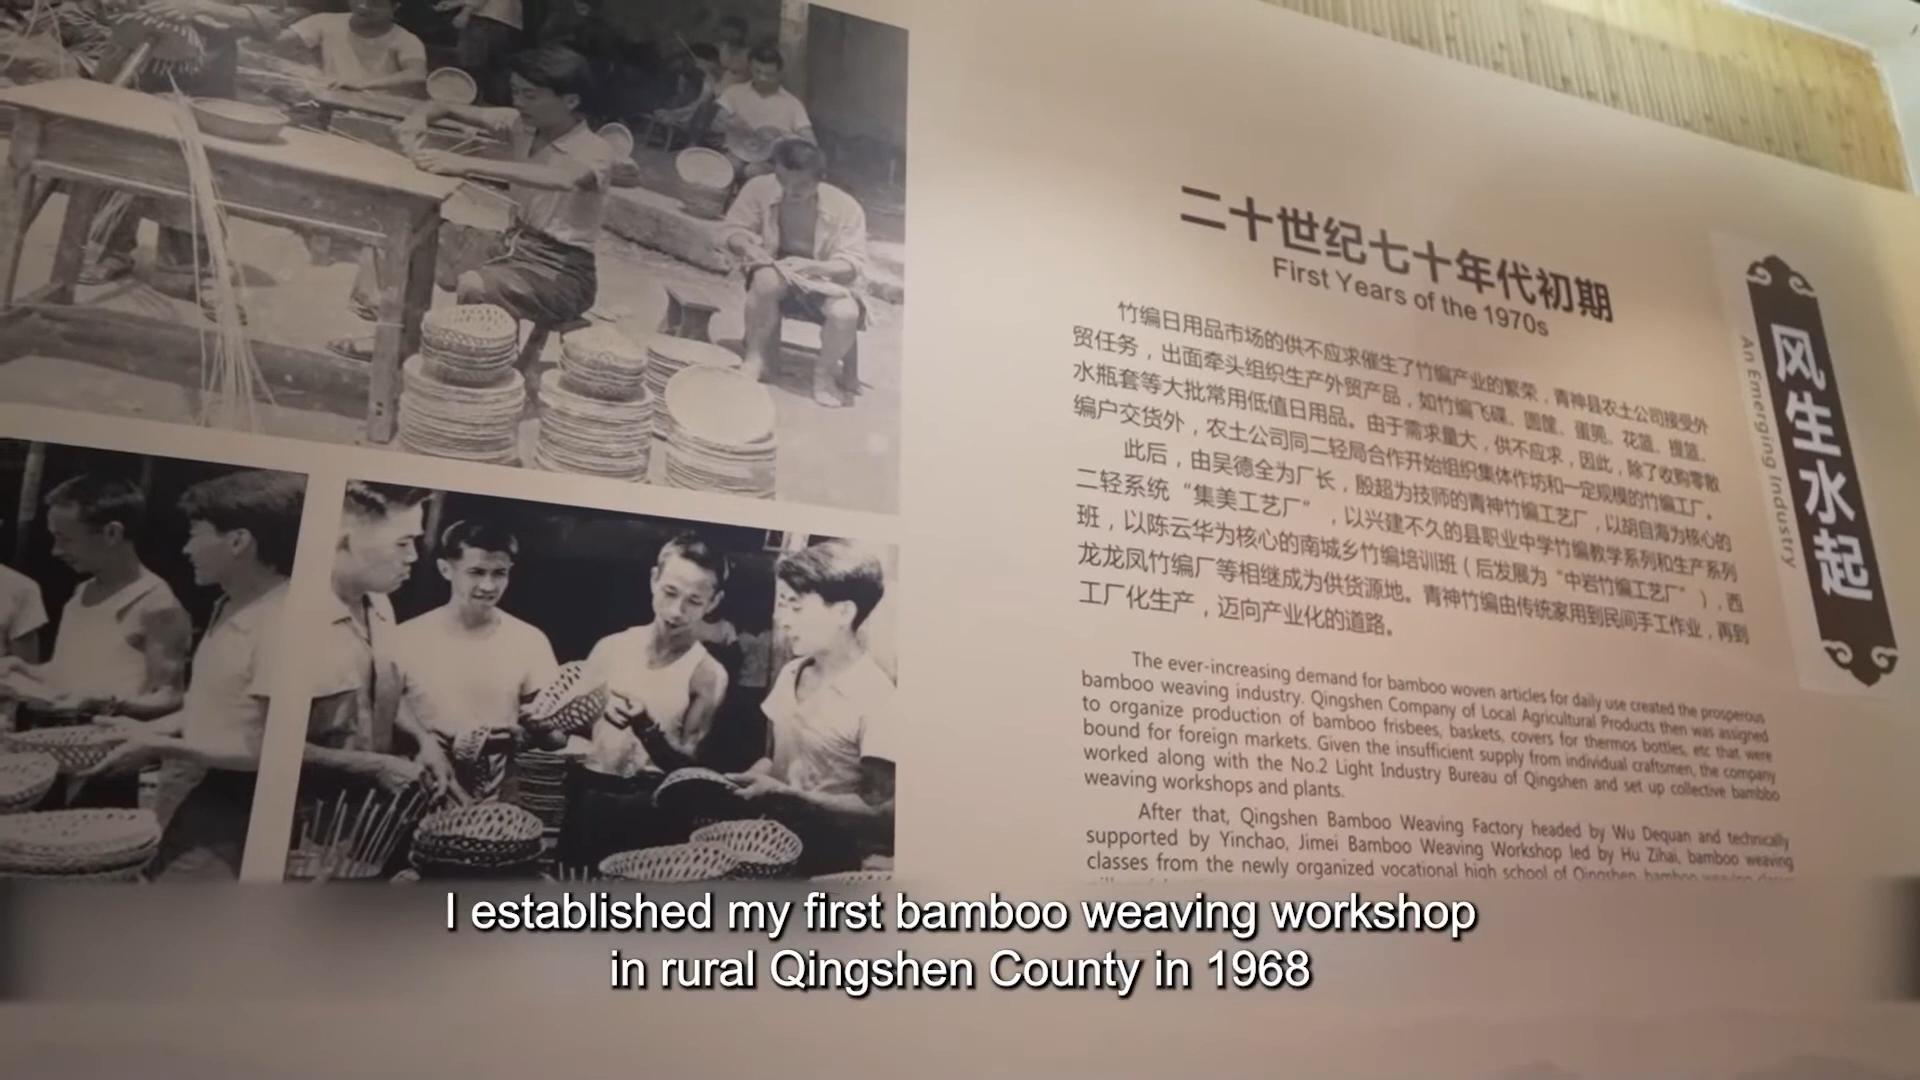 二十世纪七十年代初期
First Years of the 1970s
竹编日用品市场的供不应求催生了竹编产业的繁荣，青神县农土公司接受外
贸任务，出面牵头组织生产外贸产品，如竹编飞碟、圆筐、蛋篼、花篮、提篮、
水瓶套等大批常用低值日用品。由于需求量大，供不应求，因此，除了收购零散
编户交货外，农土公司同二轻局合作开始组织集体作坊和一定规模的竹编工厂。
此后，由吴德全为厂长，殷超为技师的青神竹编工艺厂，以胡自海为核心的
二轻系统“集美工艺厂”，以兴建不久的县职业中学竹编教学系列和生产系列
班，以陈云华为核心的南城乡竹编培训班（后发展为“中岩竹编工艺厂”），西
龙龙凤竹编厂等相继成为供货源地。青神竹编由传统家用到民间手工作业，再到
工厂化生产，迈向产业化的道路。
The ever-increasing demand for bamboo woven articles for daily use created the prosperous
bamboo weaving industry. Qingshen Company of Local Agricultural Products then was assigned
to organize production of bamboo frisbees, baskets, covers for thermos bottles, etc that were
bound for foreign markets. Given the insufficient supply from individual craftsmen, the company
worked along with the No.2 Light Industry Bureau of Qingshen and set up collective bambbo
weaving workshops and plants.
After that, Qingshen Bamboo Weaving Factory headed by Wu Dequan and technically
supported by Yinchao, Jimei Bamboo Weaving Workshop led by Hu Zihai, bamboo weaving
classes from the newly organized vocational high school of Qingshen, bamboo weaving
风生水起
An Emerging Industry
I established my first bamboo weaving workshop
in rural Qingshen County in 1968